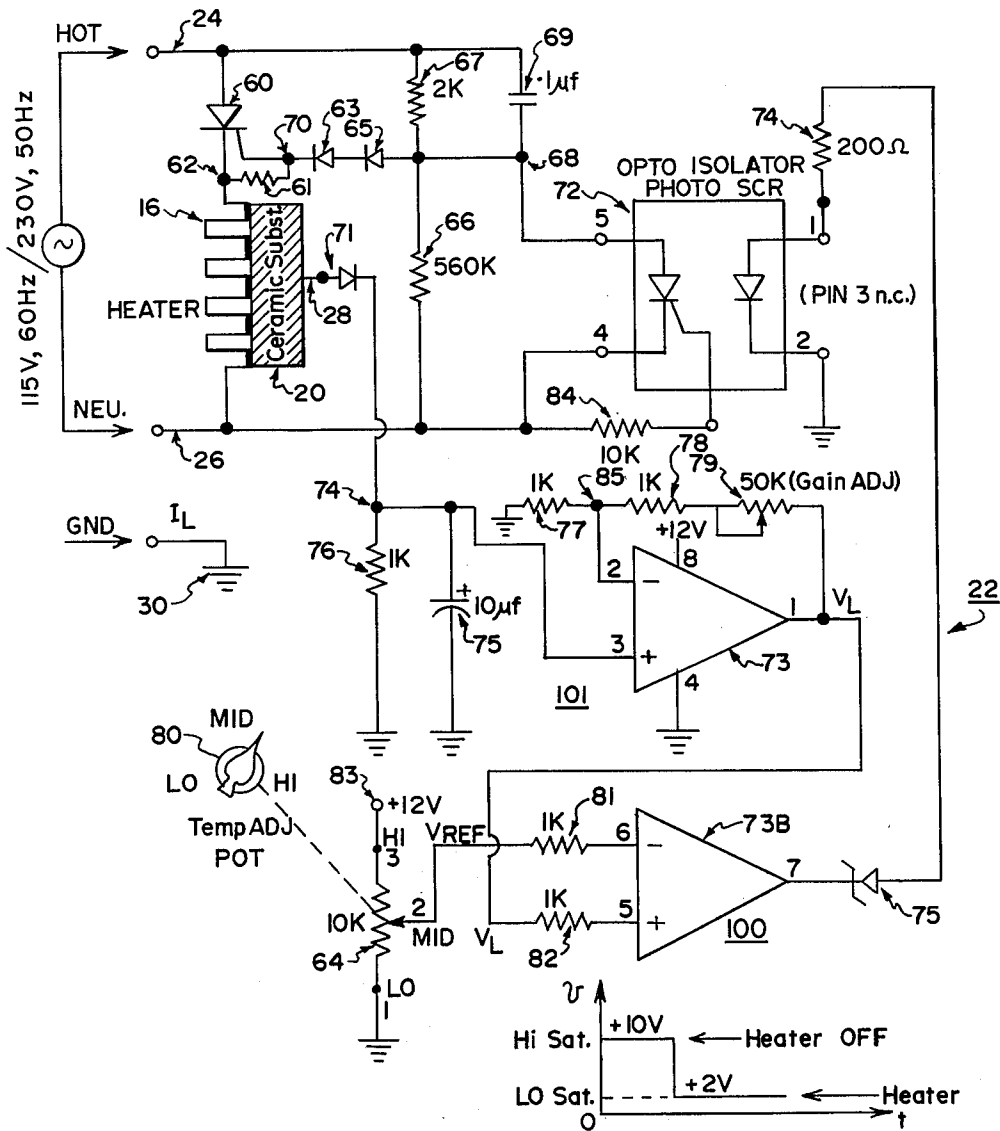 HOT
24
69
67
2K
.1µf
60
63
65
70
68
62
61
74
200Ω
OPTO ISOLATOR
PHOTO SCR
72
5
1
16
71
66
560K
Ceramic Subst.
HEATER
28
(PIN 3 n.c.)
4
2
20
115V, 60Hz/230V, 50Hz
NEU.
26
84
10K
78
79
85
1K
1K
50K (Gain ADJ)
77
74
+12V
8
GND
I_L
30
76
1K
+
10µf
75
2
−
3
+
1
V_L
73
4
22
101
MID
80
LO
HI
Temp ADJ
POT
83
+12V
HI
3
V_REF
81
1K
6
−
73B
7
10K
2
MID
64
V_L
1K
5
+
82
100
75
LO
1
v
+10V
Hi Sat.
Heater OFF
+2V
LO Sat.
Heater
0
t